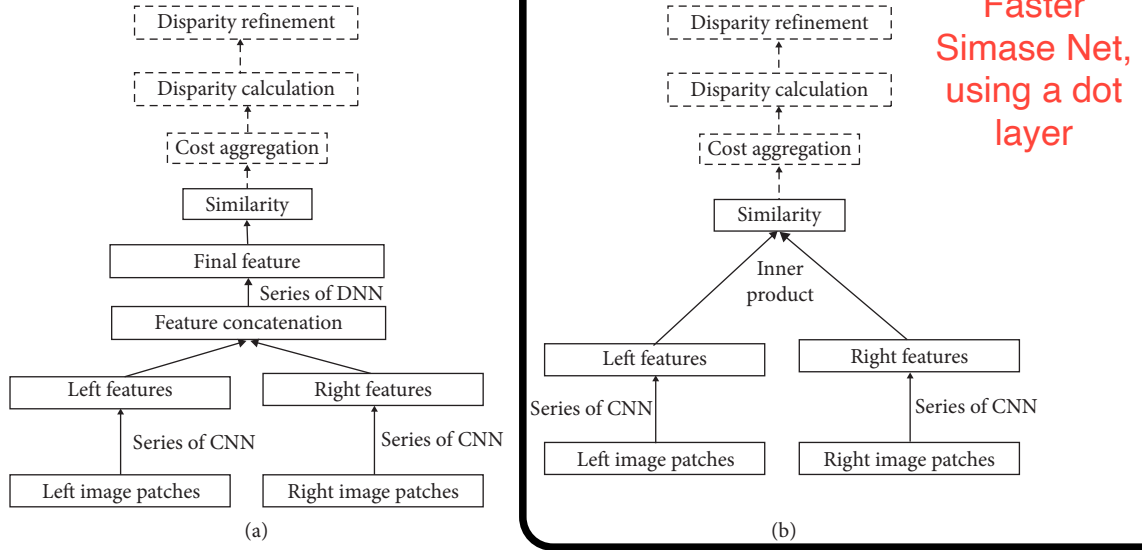 Disparity refinement
Disparity calculation
Cost aggregation
Similarity
Final feature
Series of DNN
Feature concatenation
Left features
Right features
Series of CNN
Series of CNN
Left image patches
Right image patches
(a)
Disparity refinement
Disparity calculation
Cost aggregation
Similarity
Inner
product
Left features
Right features
Series of CNN
Series of CNN
Left image patches
Right image patches
(b)
Faster
Simase Net,
using a dot
layer